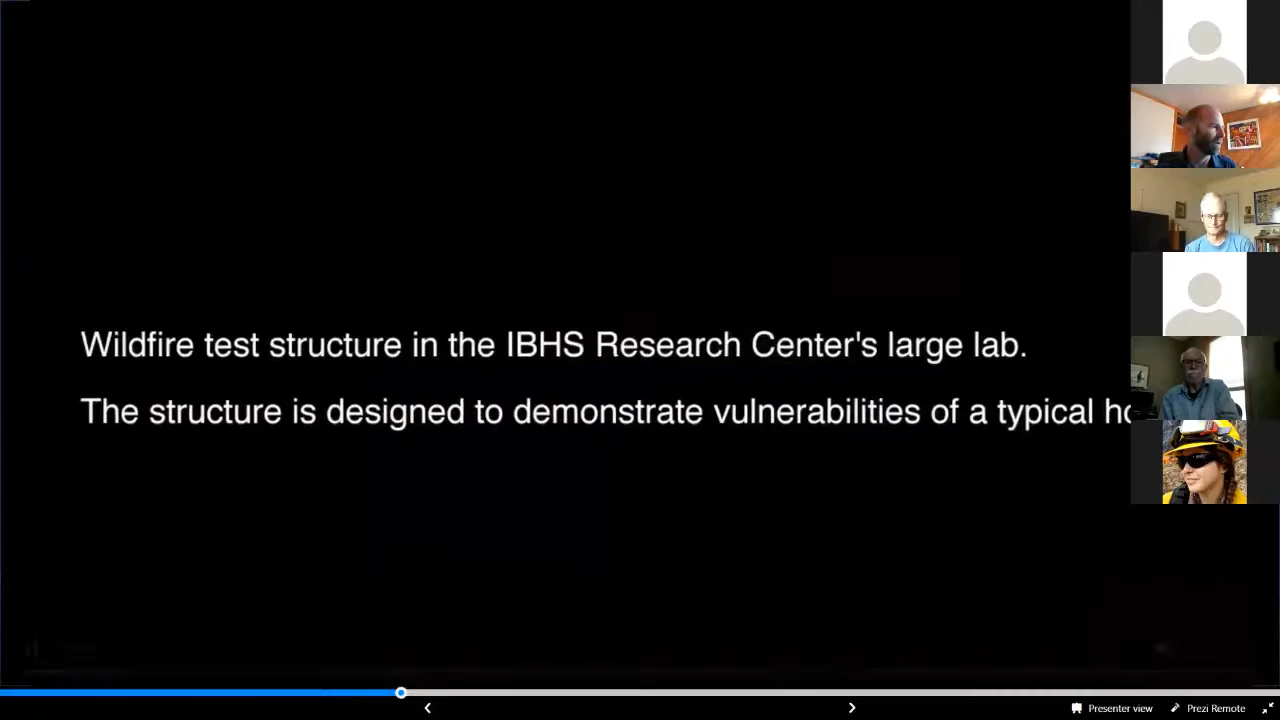 Wildfire test structure in the IBHS Research Center's large lab.
The structure is designed to demonstrate vulnerabilities of a typical
Presenter view Prezi Remote